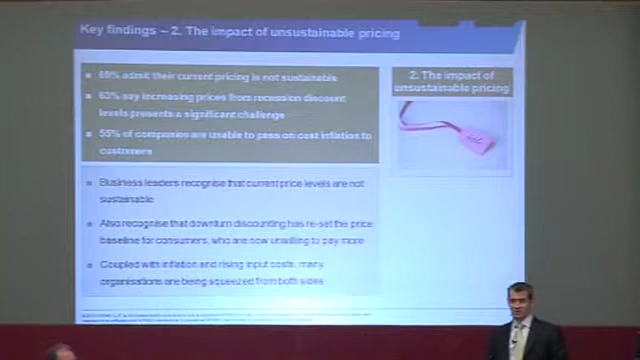 Key findings – 2. The impact of unsustainable pricing
60% admit their current pricing is not sustainable
63% say increasing prices from recession discount
levels presents a significant challenge
55% of companies are unable to pass on cost inflation to
customers
2. The impact of
unsustainable pricing
Business leaders recognise that current price levels are not
sustainable
Also recognise that downturn discounting has re-set the price
baseline for consumers, who are now unwilling to pay more
Coupled with inflation and rising input costs, many
organisations are being squeezed from both sides